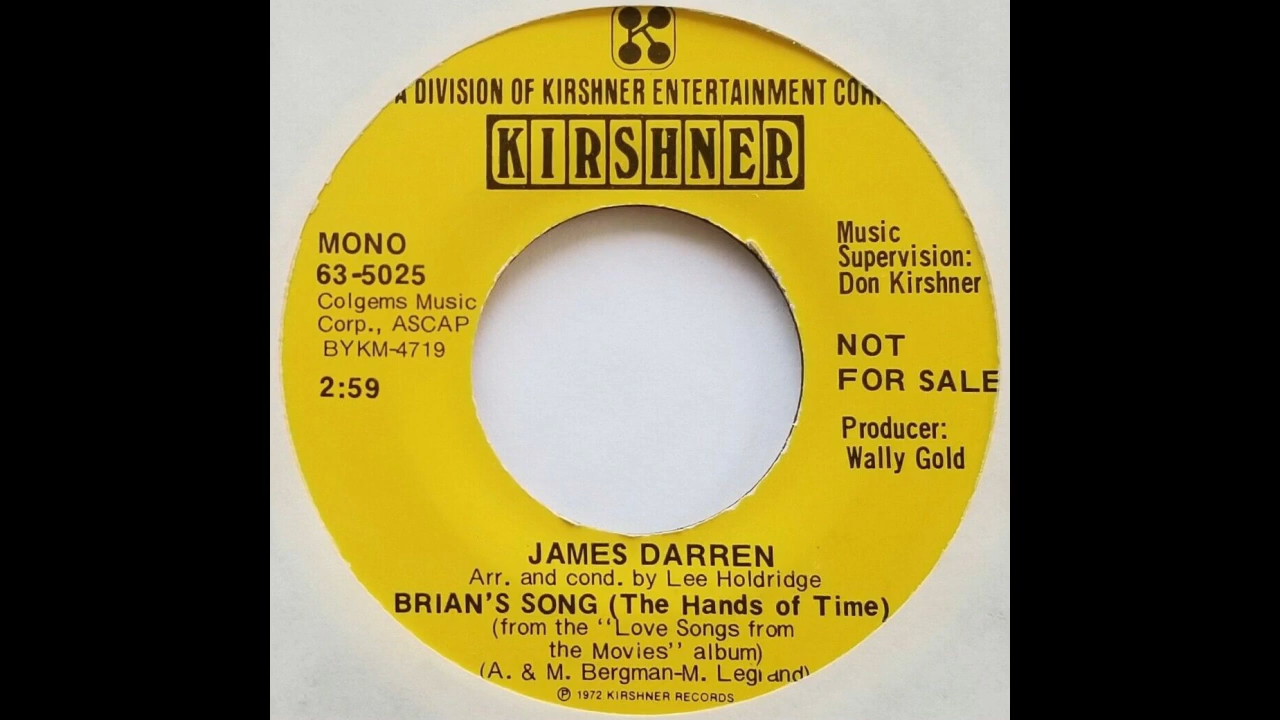 A DIVISION OF KIRSHNER ENTERTAINMENT COR
KIRSHNER
MONO
63-5025
Colgems Music
Corp., ASCAP
BYKM-4719
2:59
Music
Supervision:
Don Kirshner
NOT
FOR SALE
Producer:
Wally Gold
JAMES DARREN
Arr. and cond. by Lee Holdridge
BRIAN'S SONG (The Hands of Time)
(from the "Love Songs from
the Movies" album)
(A. & M. Bergman-M. Legrand)
℗ 1972 KIRSHNER RECORDS